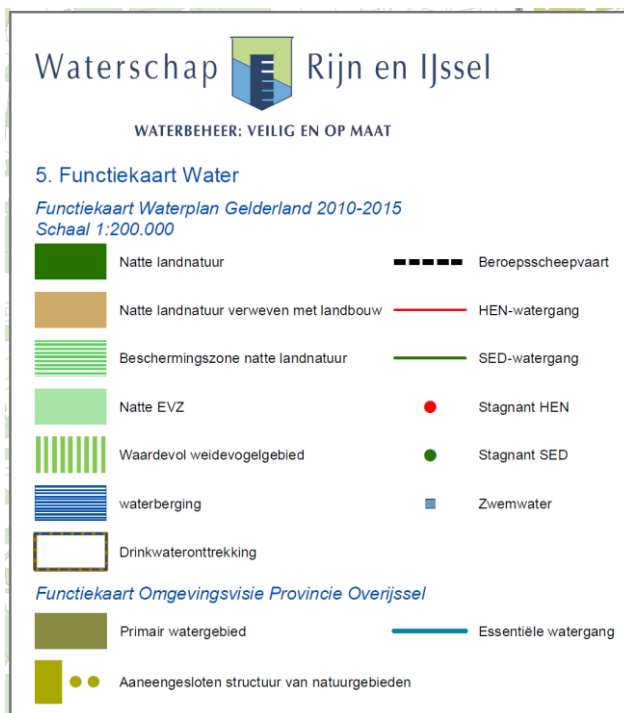 Waterschap Rijn en IJssel
WATERBEHEER: VEILIG EN OP MAAT
5. Functiekaart Water
Functiekaart Waterplan Gelderland 2010-2015
Schaal 1:200.000
Natte landnatuur
Beroepsscheepvaart
Natte landnatuur verweven met landbouw
HEN-watergang
Beschermingszone natte landnatuur
SED-watergang
Natte EVZ
Stagnant HEN
Waardevol weidevogelgebied
Stagnant SED
waterberging
Zwemwater
Drinkwateronttrekking
Functiekaart Omgevingsvisie Provincie Overijssel
Primair watergebied
Essentiële watergang
Aaneengesloten structuur van natuurgebieden